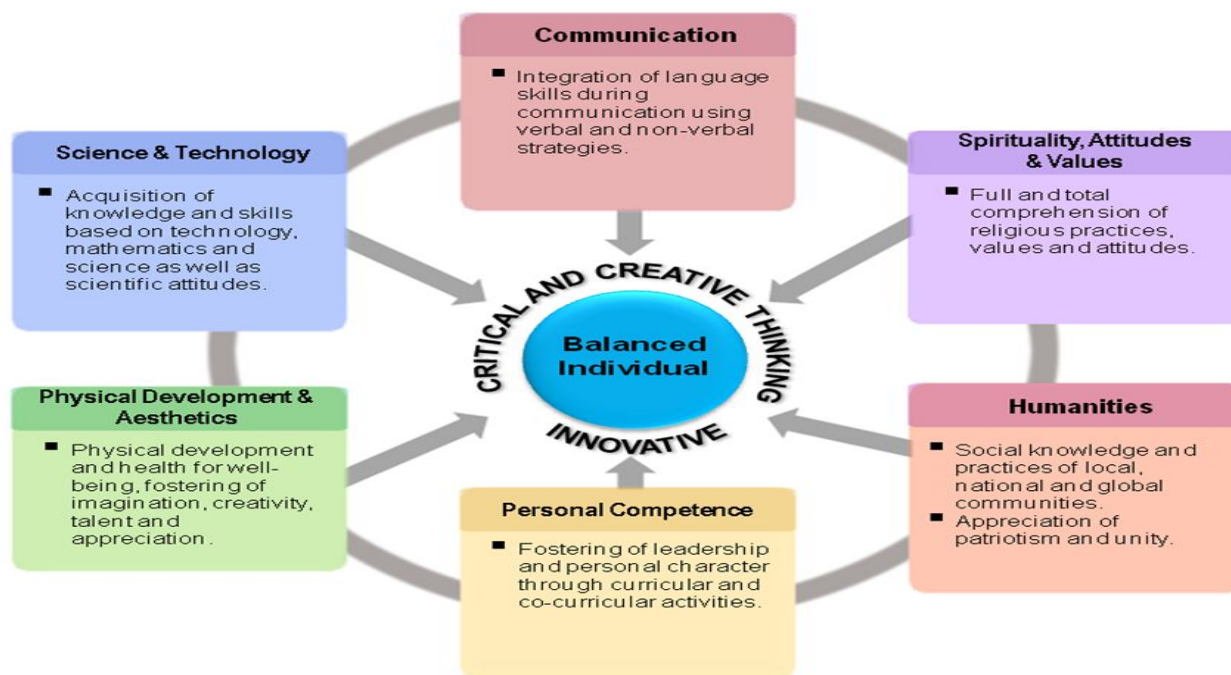 Communication
▪ Integration of language
skills during
communication using
verbal and non-verbal
strategies.
Science & Technology
▪ Acquisition of
knowledge and skills
based on technology,
mathematics and
science as well as
scientific attitudes.
Spirituality, Attitudes
& Values
▪ Full and total
comprehension of
religious practices,
values and attitudes.
CRITICAL AND CREATIVE THINKING
Balanced
Individual
INNOVATIVE
Physical Development &
Aesthetics
▪ Physical development
and health for well-
being, fostering of
imagination, creativity,
talent and
appreciation.
Humanities
▪ Social knowledge and
practices of local,
national and global
communities.
▪ Appreciation of
patriotism and unity.
Personal Competence
▪ Fostering of leadership
and personal character
through curricular and
co-curricular activities.